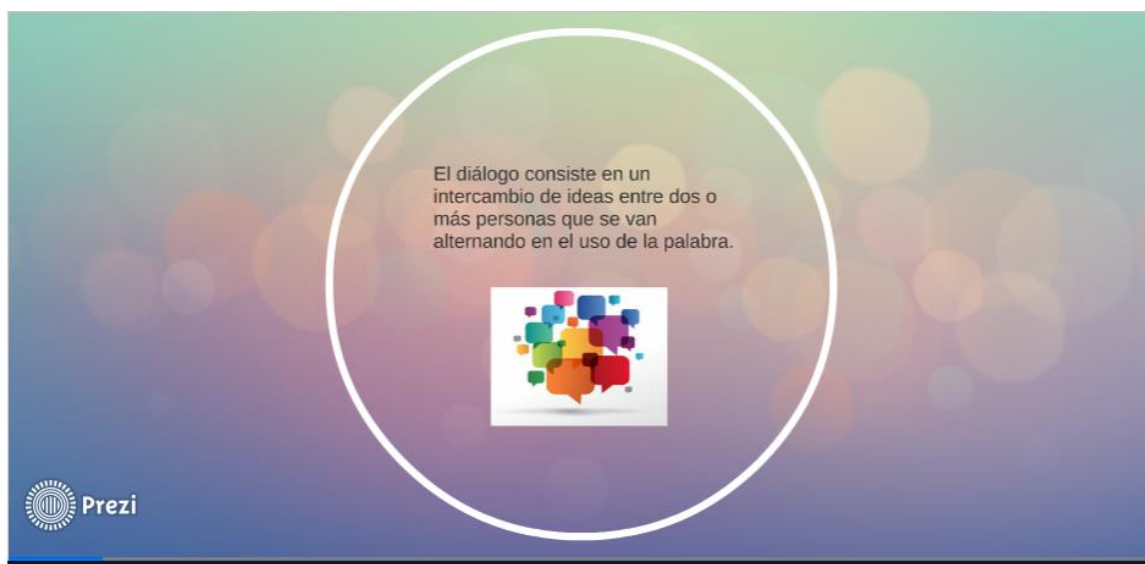 El diálogo consiste en un
intercambio de ideas entre dos o
más personas que se van
alternando en el uso de la palabra.
Prezi